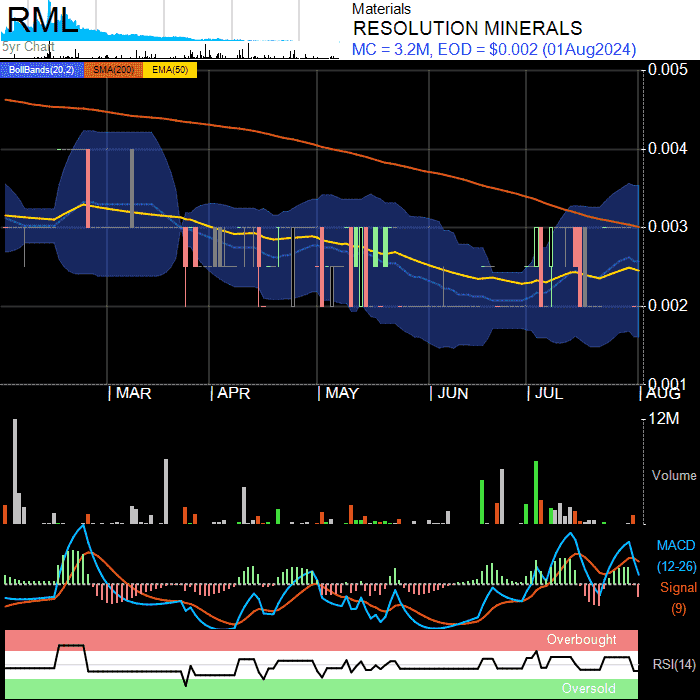 RML
5yr Chart
Materials
RESOLUTION MINERALS
MC = 3.2M, EOD = $0.002 (01Aug2024)
BollBands(20,2) SMA(200) EMA(50)
0.005
0.004
0.003
0.002
0.001
MAR APR MAY JUN JUL AUG
12M
Volume
MACD
(12-26)
Signal
(9)
Overbought
RSI(14)
Oversold